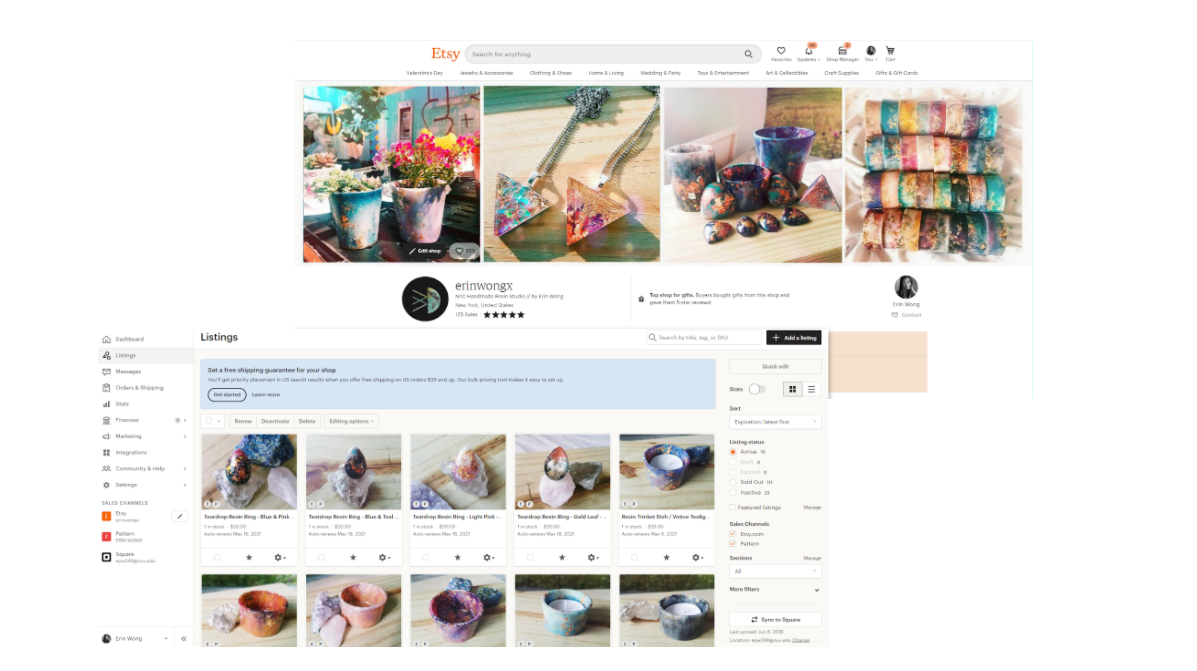 Etsy
Search for anything
Favorites
Updates
Shop Manager
You
Cart
Valentine's Day
Jewelry & Accessories
Clothing & Shoes
Home & Living
Wedding & Party
Toys & Entertainment
Art & Collectibles
Craft Supplies
Gifts & Gift Cards
Edit shop
erinwongx
NYC Handmade Resin Studio // by Erin Wong
New York, United States
125 Sales
Top shop for gifts. Buyers bought gifts from this shop and
gave them 5-star reviews!
Erin Wong
Contact
Dashboard
Listings
Messages
Orders & Shipping
Stats
Finances
Marketing
Integrations
Community & Help
Settings
SALES CHANNELS
E
Etsy
erinwongx
P
Pattern
ERIN WONG
Square
Erin Wong
Listings
Search by title, tag, or SKU
Add a listing
Set a free shipping guarantee for your shop
You'll get priority placement in US search results when you offer free shipping on US orders $35 and up. Our bulk pricing tool makes it easy to set up.
Get started
Learn more
Renew
Deactivate
Delete
Editing options
Teardrop Resin Ring - Blue & Pink ...
1 in stock · $20.00
Auto-renews May 16, 2021
Teardrop Resin Ring - Blue & Teal ...
1 in stock · $20.00
Auto-renews May 16, 2021
Teardrop Resin Ring - Light Pink -...
1 in stock · $20.00
Auto-renews May 16, 2021
Teardrop Resin Ring - Gold Leaf - ...
1 in stock · $20.00
Auto-renews May 16, 2021
Resin Trinket Dish / Votive Tealig...
1 in stock · $25.00
Quick edit
Stats
Sort
Expiration: latest first
Listing status
Active
Draft 0
Expired 0
Sold Out
Inactive 22
Featured listings
Manage
Sales Channels
Etsy.com
Pattern
Sections
Manage
All
More filters
Sync to Square
Last synced: Jun 6, 2018
Change